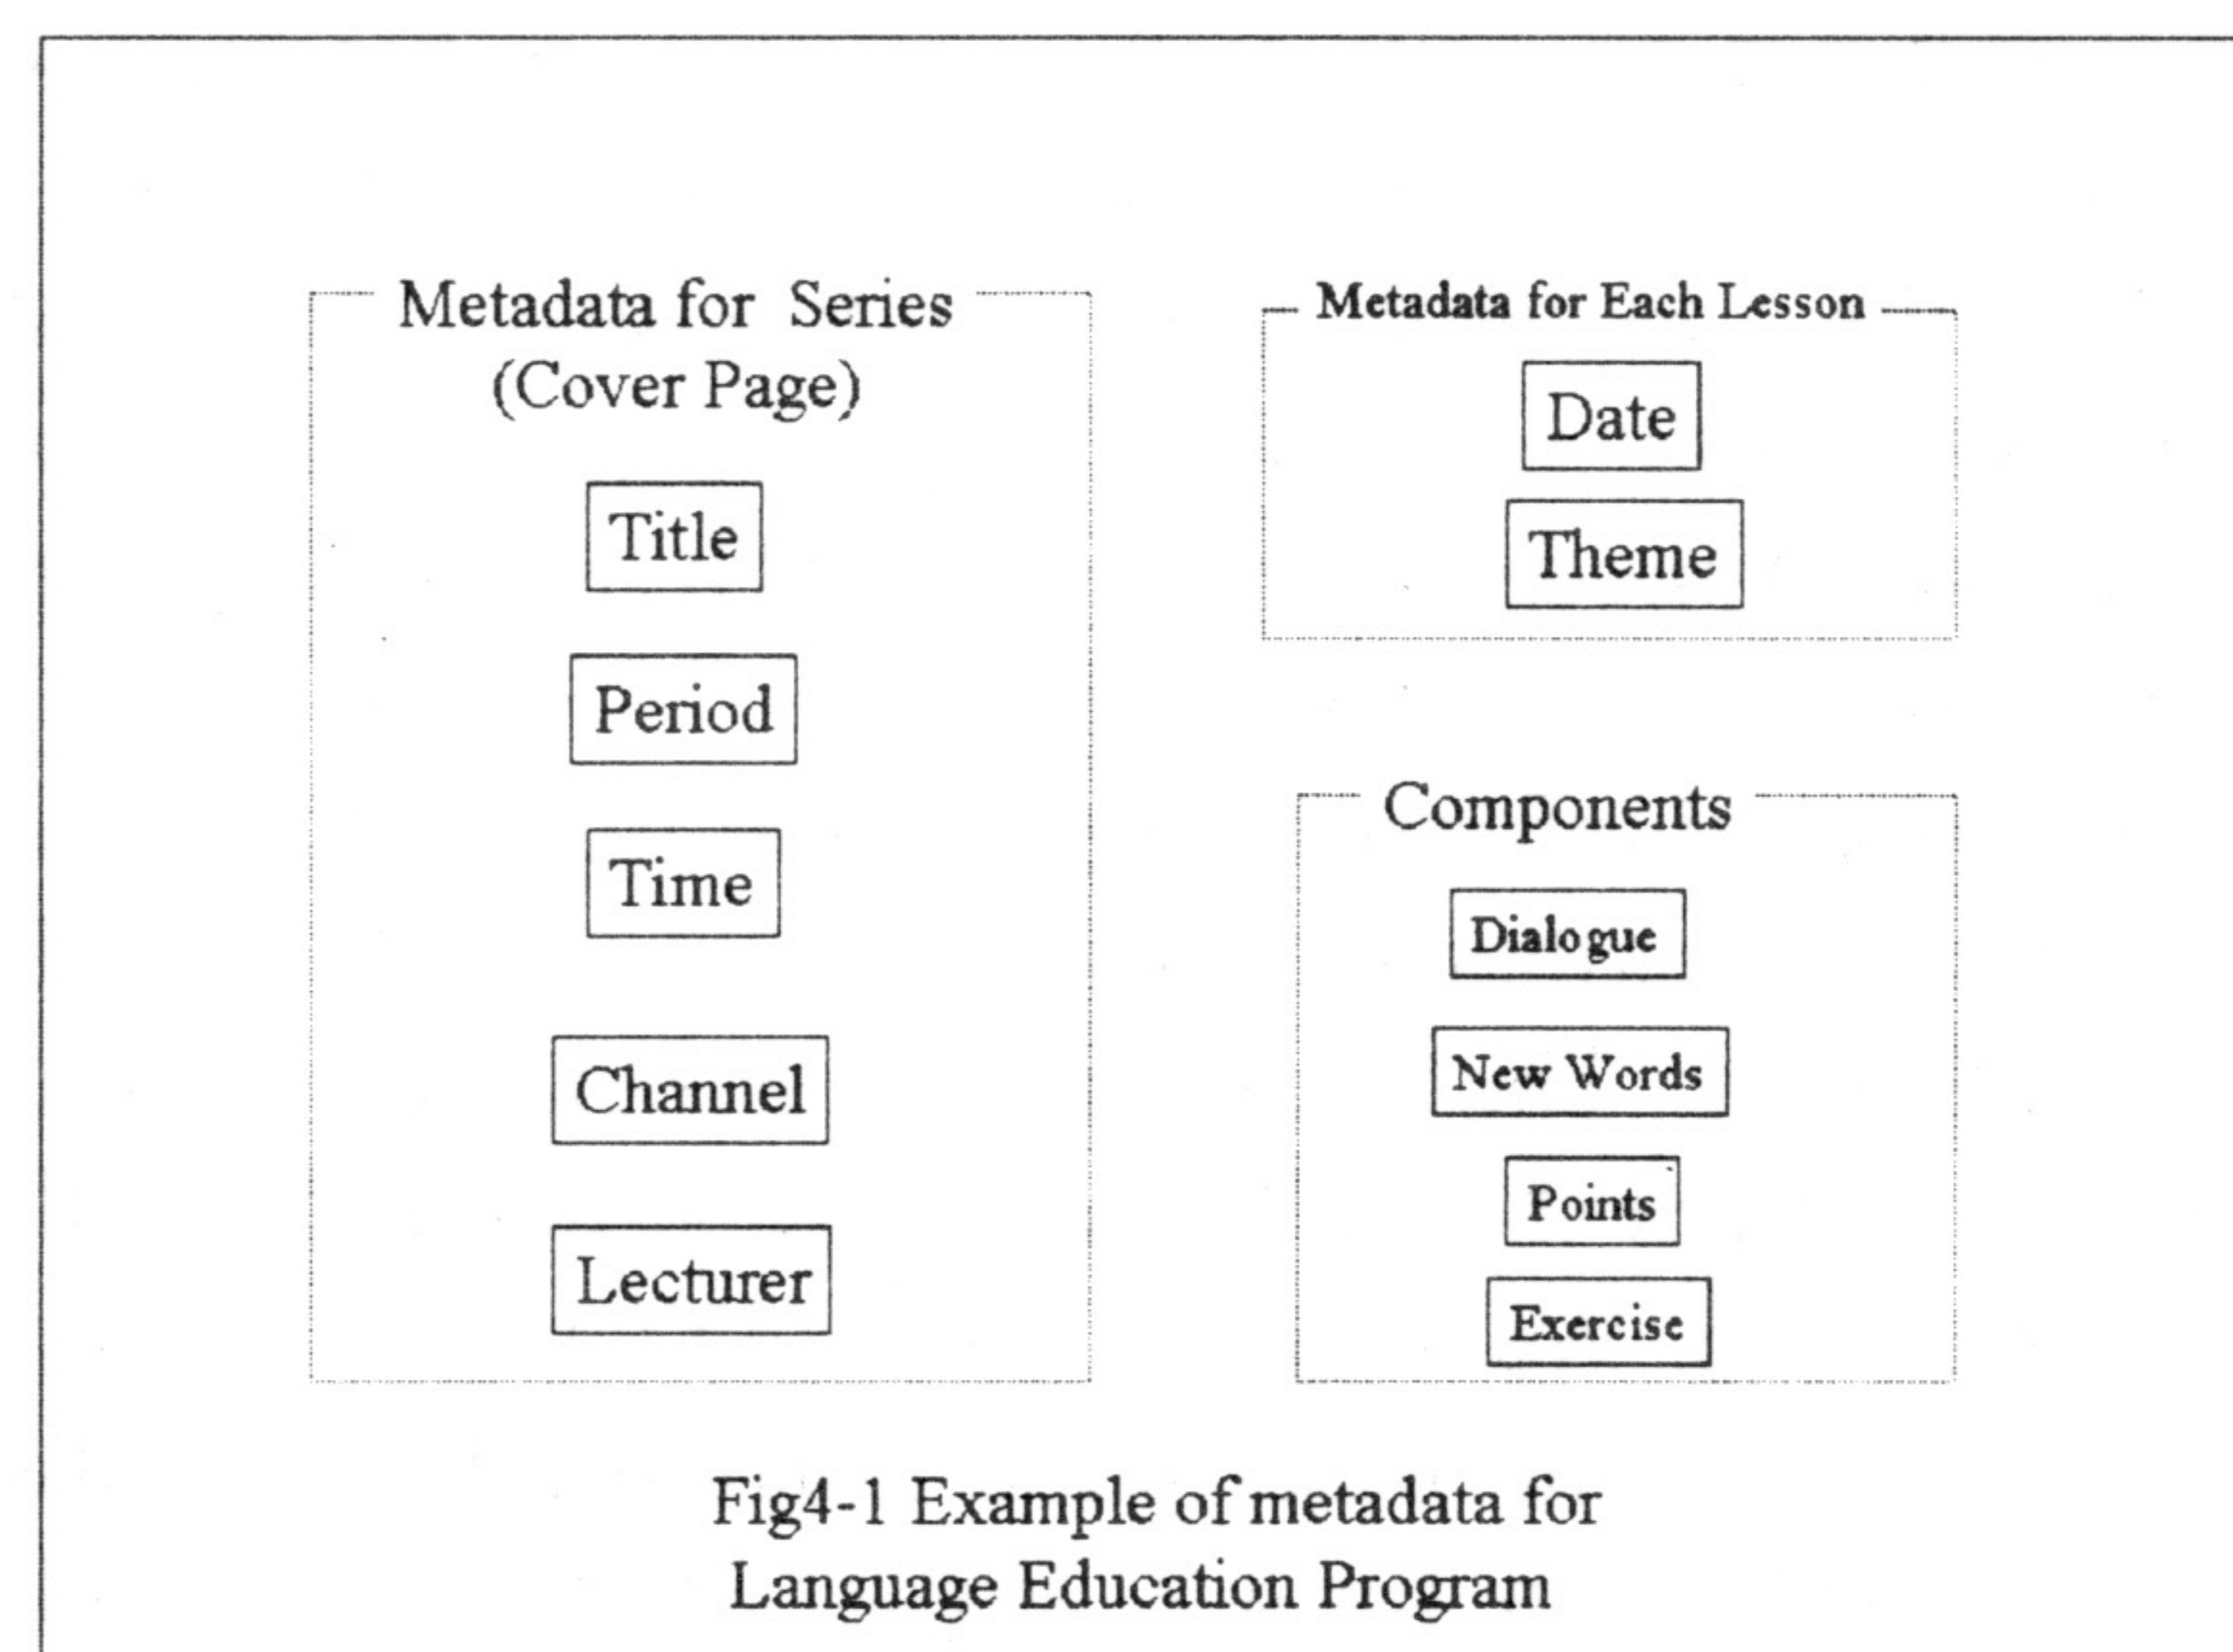 Metadata for Series
(Cover Page)
Title
Period
Time
Channel
Lecturer
Metadata for Each Lesson
Date
Theme
Components
Dialogue
New Words
Points
Exercise
Fig4-1 Example of metadata for
Language Education Program